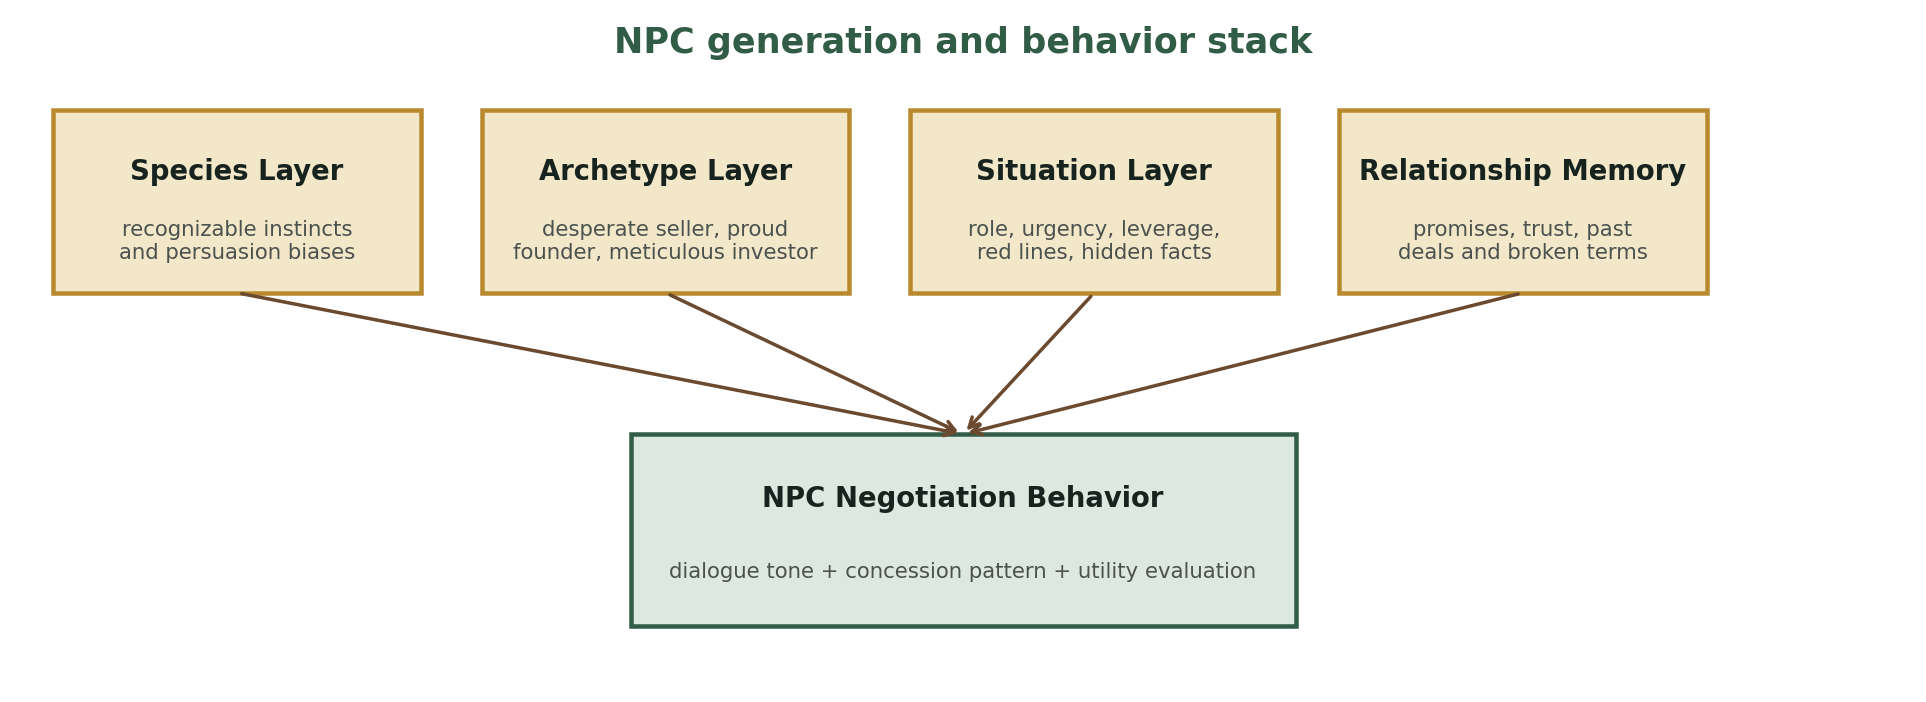 NPC generation and behavior stack
Species Layer
recognizable instincts
and persuasion biases
Archetype Layer
desperate seller, proud
founder, meticulous investor
Situation Layer
role, urgency, leverage,
red lines, hidden facts
Relationship Memory
promises, trust, past
deals and broken terms
NPC Negotiation Behavior
dialogue tone + concession pattern + utility evaluation